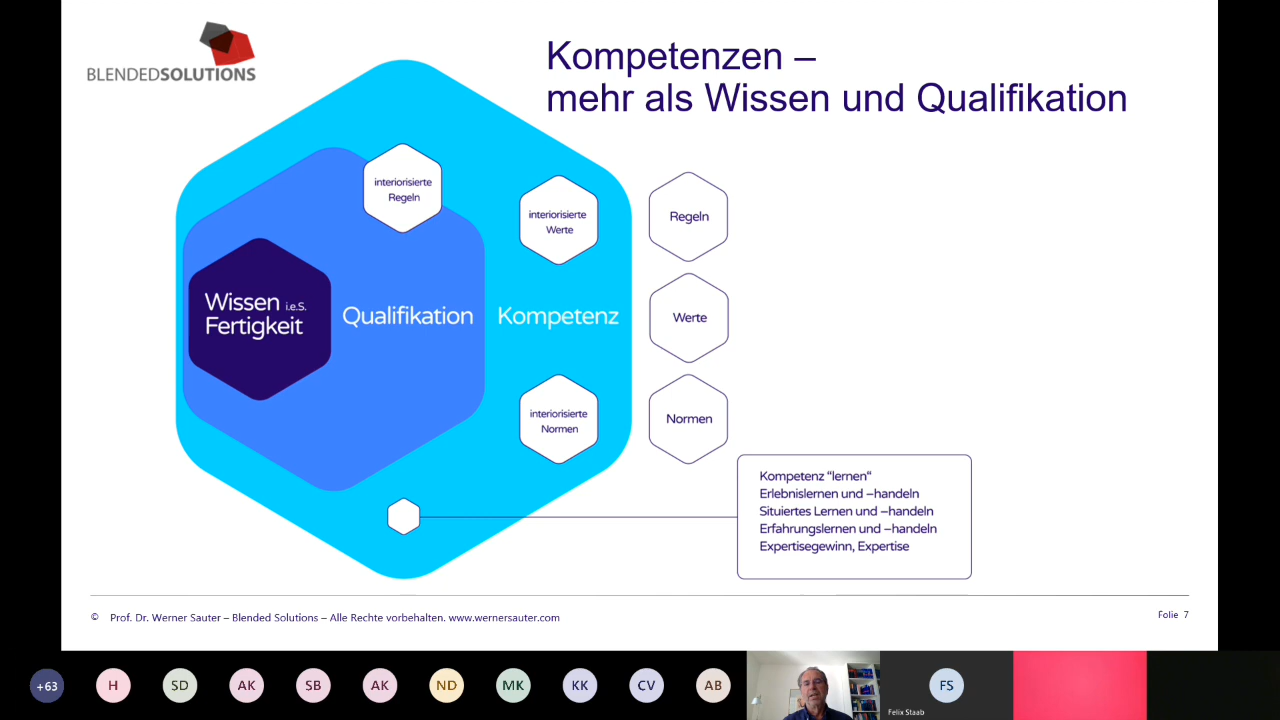 BLENDEDSOLUTIONS
Kompetenzen –
mehr als Wissen und Qualifikation
interiorisierte
Regeln
interiorisierte
Werte
Regeln
Wissen i.e.S.
Fertigkeit
Qualifikation
Kompetenz
Werte
interiorisierte
Normen
Normen
Kompetenz “lernen“
Erlebnislernen und –handeln
Situiertes Lernen und –handeln
Erfahrungslernen und –handeln
Expertisegewinn, Expertise
© Prof. Dr. Werner Sauter – Blended Solutions – Alle Rechte vorbehalten. www.wernersauter.com
Folie 7
+63
H
SD
AK
SB
AK
ND
MK
KK
CV
AB
FS
Felix Staab